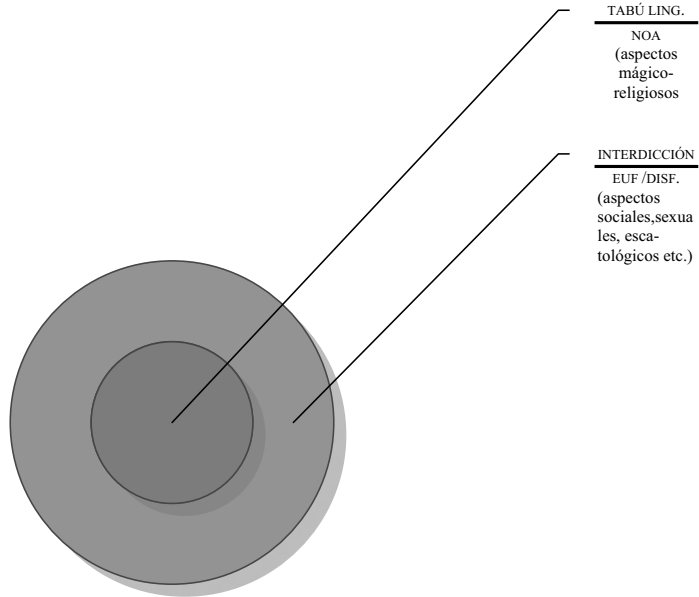 TABÚ LING.
NOA
(aspectos
mágico-
religiosos
INTERDICCIÓN
EUF /DISF.
(aspectos
sociales,sexua
les, esca-
tológicos etc.)